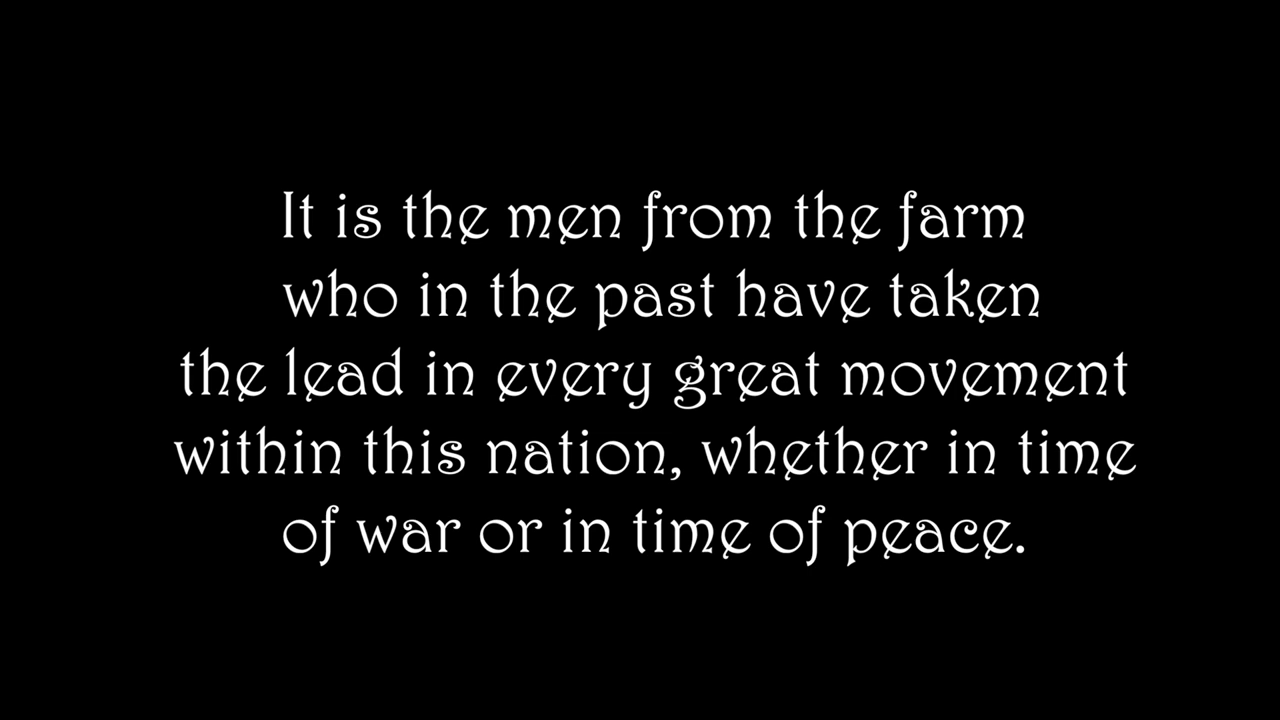 It is the men from the farm
who in the past have taken
the lead in every great movement
within this nation, whether in time
of war or in time of peace.